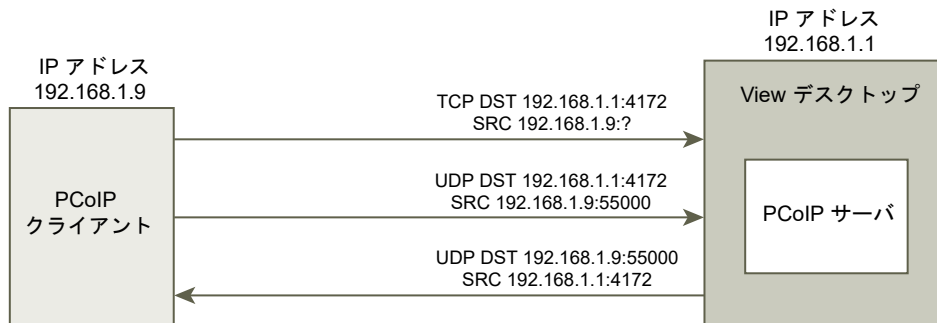 IP アドレス
192.168.1.1
IP アドレス
192.168.1.9
View デスクトップ
TCP DST 192.168.1.1:4172
SRC 192.168.1.9:?
UDP DST 192.168.1.1:4172
SRC 192.168.1.9:55000
PCoIP
クライアント
PCoIP サーバ
UDP DST 192.168.1.9:55000
SRC 192.168.1.1:4172